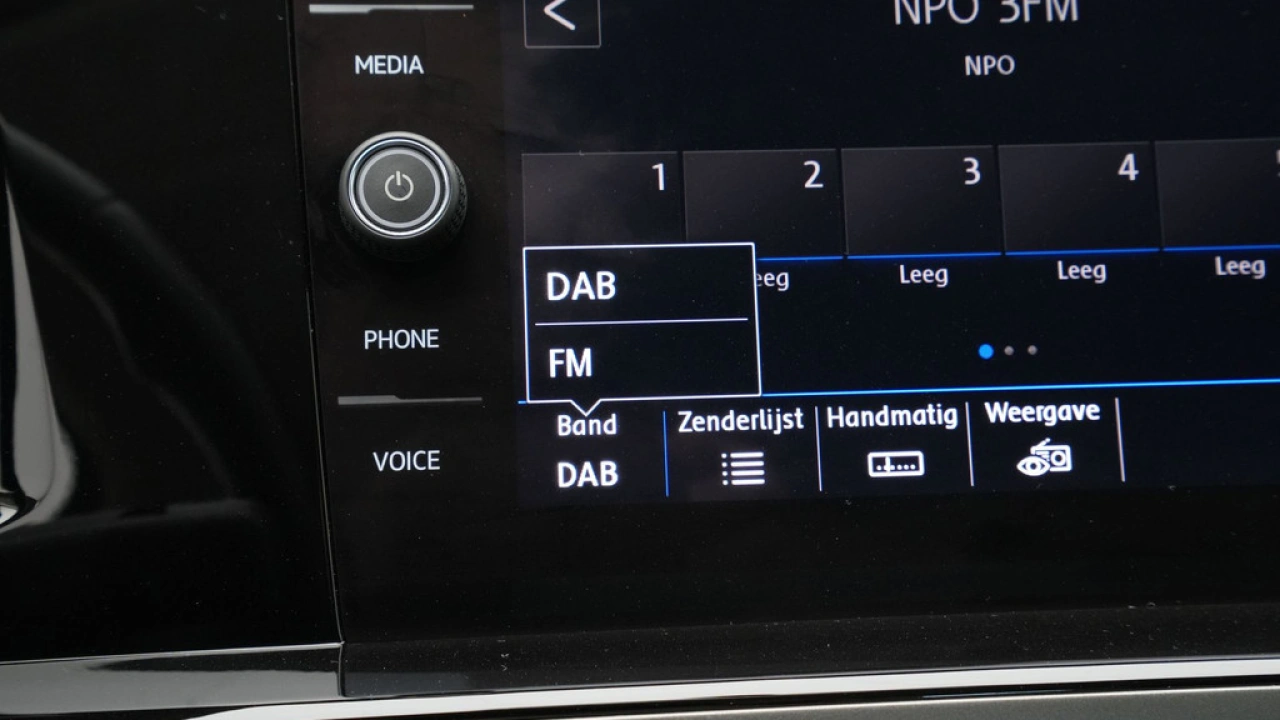 NPO 3FM
MEDIA
NPO
1 2 3 4
DAB
eeg Leeg Leeg Leeg
PHONE
FM
Band Zenderlijst Handmatig Weergave
VOICE
DAB